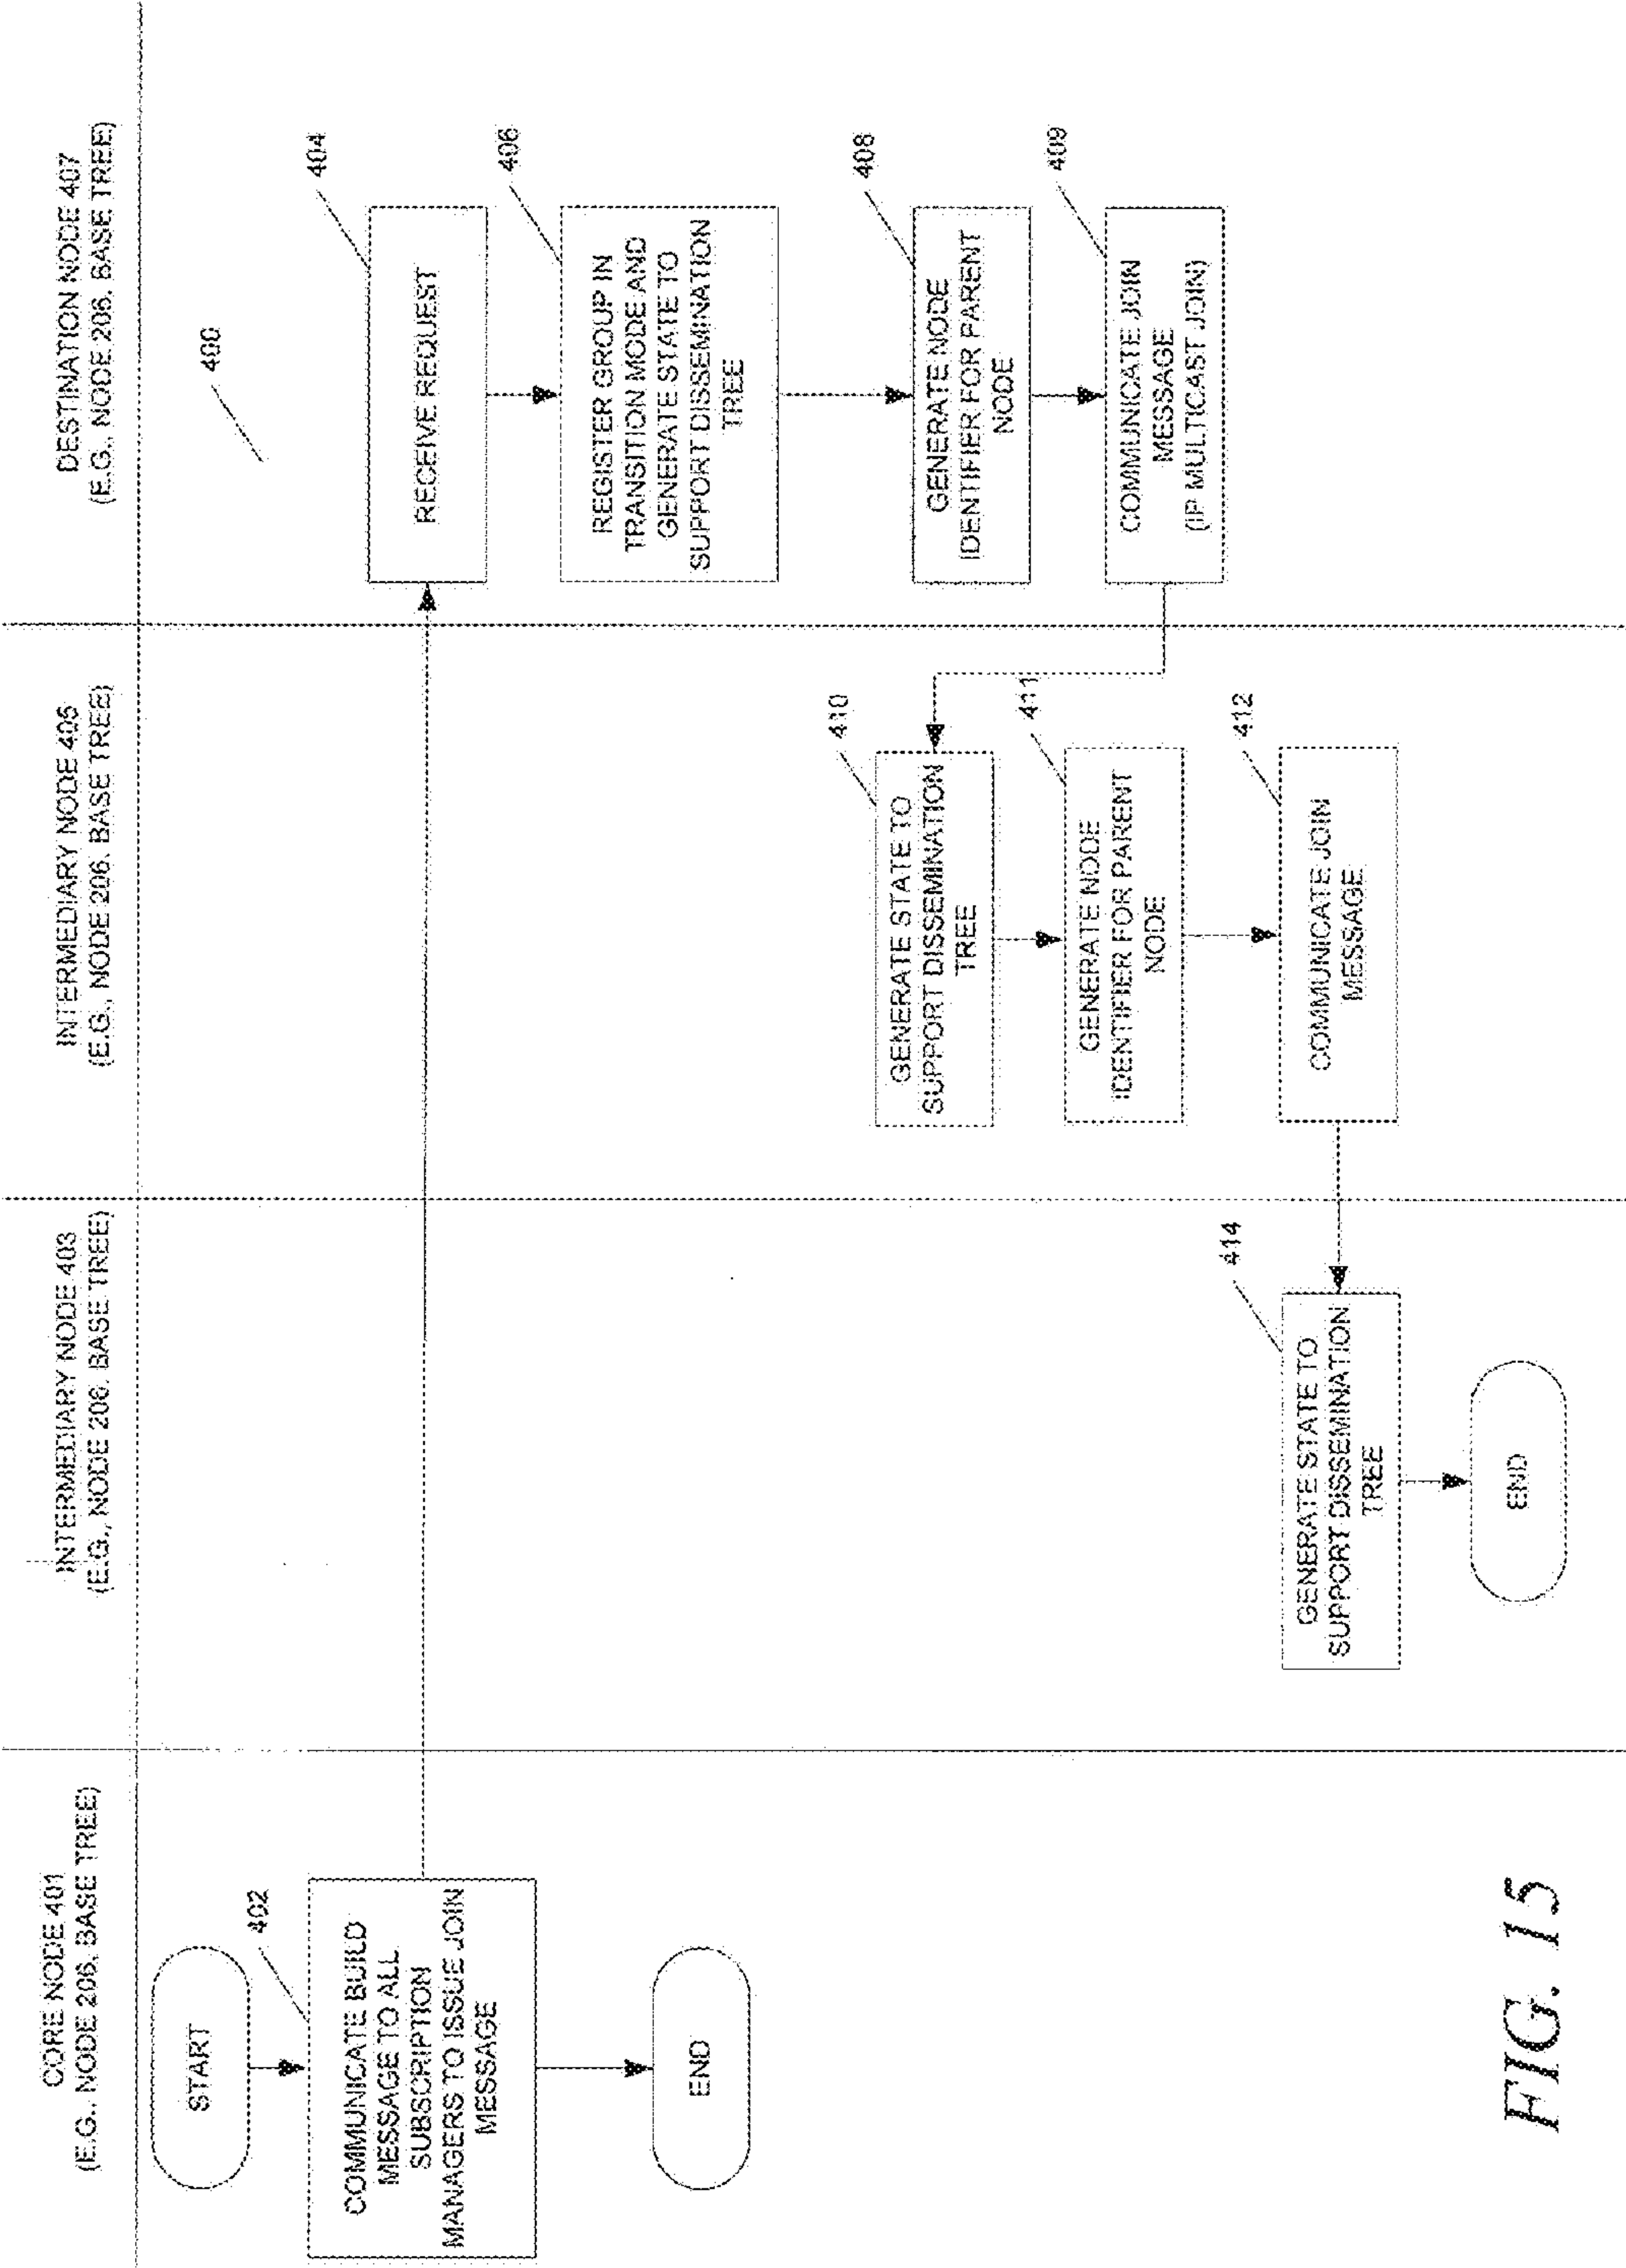 CORE NODE 401
(E.G., NODE 206, BASE TREE)
INTERMEDIARY NODE 403
(E.G., NODE 206, BASE TREE)
INTERMEDIARY NODE 405
(E.G., NODE 206, BASE TREE)
DESTINATION NODE 407
(E.G., NODE 206, BASE TREE)
400
START
402
COMMUNICATE BUILD
MESSAGE TO ALL
SUBSCRIPTION
MANAGERS TO ISSUE JOIN
MESSAGE
END
404
RECEIVE REQUEST
406
REGISTER GROUP IN
TRANSITION MODE AND
GENERATE STATE TO
SUPPORT DISSEMINATION
TREE
408
GENERATE NODE
IDENTIFIER FOR PARENT
NODE
409
COMMUNICATE JOIN
MESSAGE
(IP MULTICAST JOIN)
410
GENERATE STATE TO
SUPPORT DISSEMINATION
TREE
411
GENERATE NODE
IDENTIFIER FOR PARENT
NODE
412
COMMUNICATE JOIN
MESSAGE
414
GENERATE STATE TO
SUPPORT DISSEMINATION
TREE
END
FIG. 15